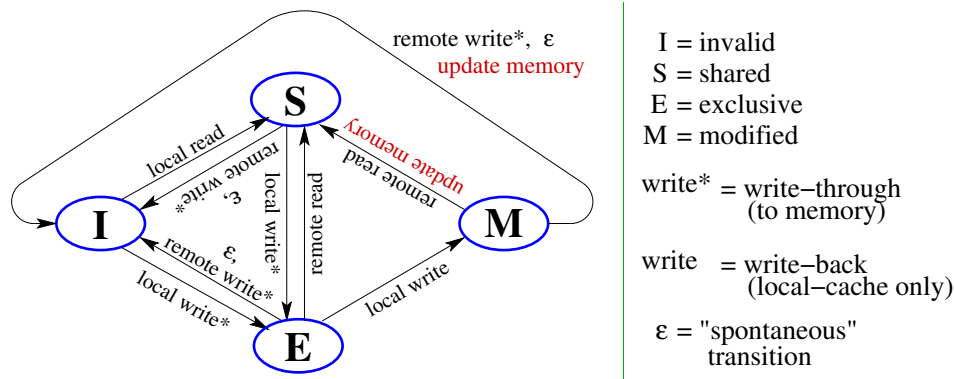 remote write*, ε
update memory
S
local read
remote write*
ε,
local write*
remote read
update memory
remote read
I
M
ε,
remote write*
local write*
local write
E
I = invalid
S = shared
E = exclusive
M = modified
write* = write−through
(to memory)
write = write−back
(local−cache only)
ε = "spontaneous"
transition